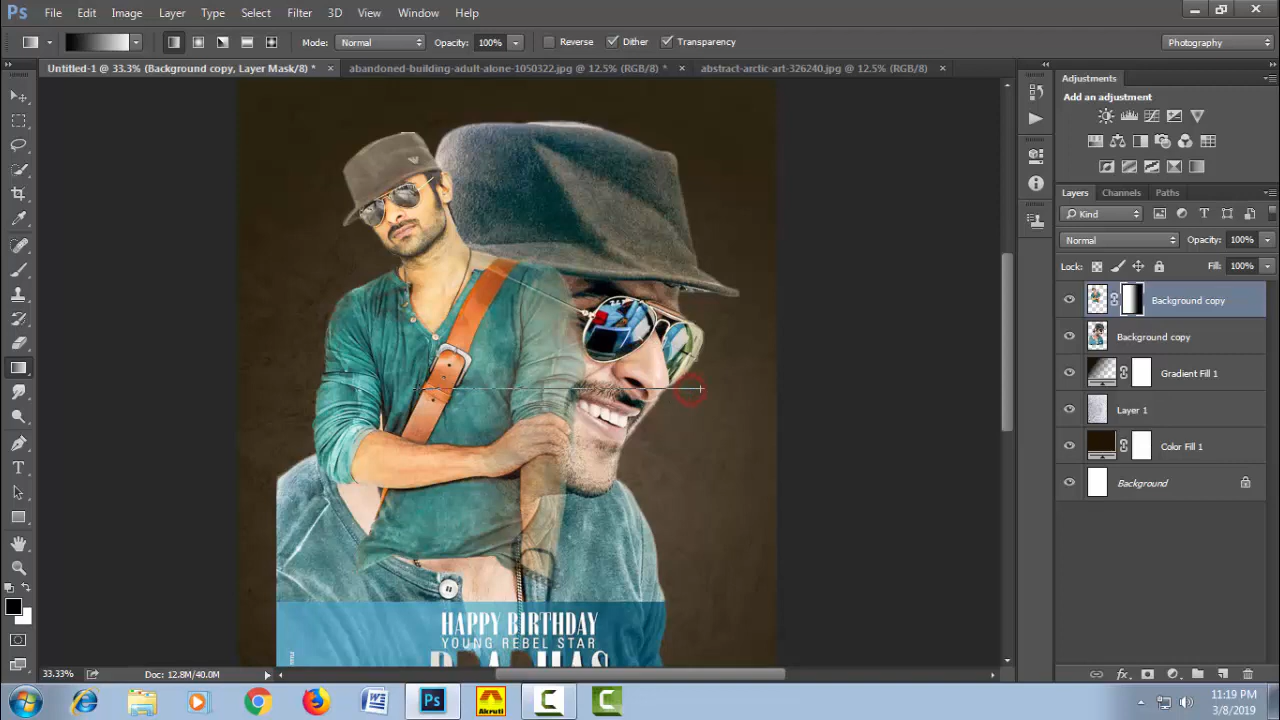 Ps File Edit Image Layer Type Select Filter 3D View Window Help
Mode: Normal Opacity: 100% Reverse Dither Transparency Photography
Untitled-1 @ 33.3% (Background copy, Layer Mask/8) * × abandoned-building-adult-alone-1050322.jpg @ 12.5% (RGB/8) * × abstract-arctic-art-326240.jpg @ 12.5% (RGB/8) ×
Adjustments
Add an adjustment
Layers Channels Paths
Kind
Normal Opacity: 100%
Lock: Fill: 100%
Background copy
Background copy
Gradient Fill 1
Layer 1
Color Fill 1
Background
HAPPY BIRTHDAY
YOUNG REBEL STAR
33.33% Doc: 12.8M/40.0M
Ps Akruti
11:19 PM
3/8/2019